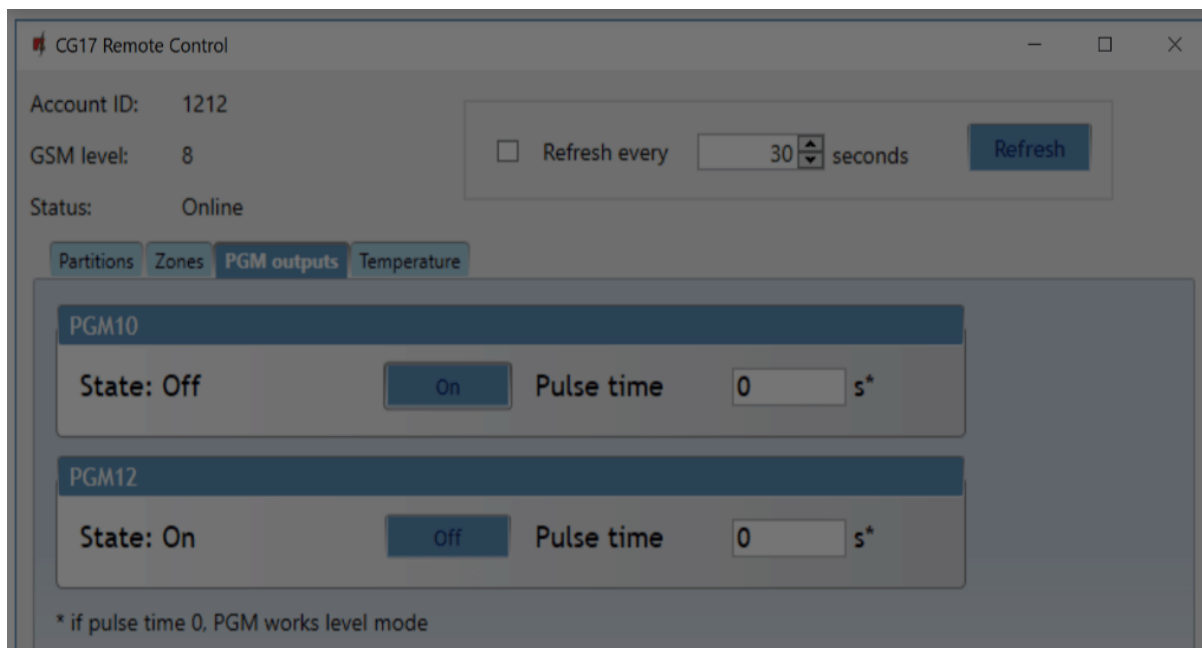 CG17 Remote Control
Account ID: 1212
GSM level: 8
Status: Online
Refresh every 30 seconds Refresh
Partitions Zones PGM outputs Temperature
PGM10
State: Off On Pulse time 0 s*
PGM12
State: On Off Pulse time 0 s*
* if pulse time 0, PGM works level mode